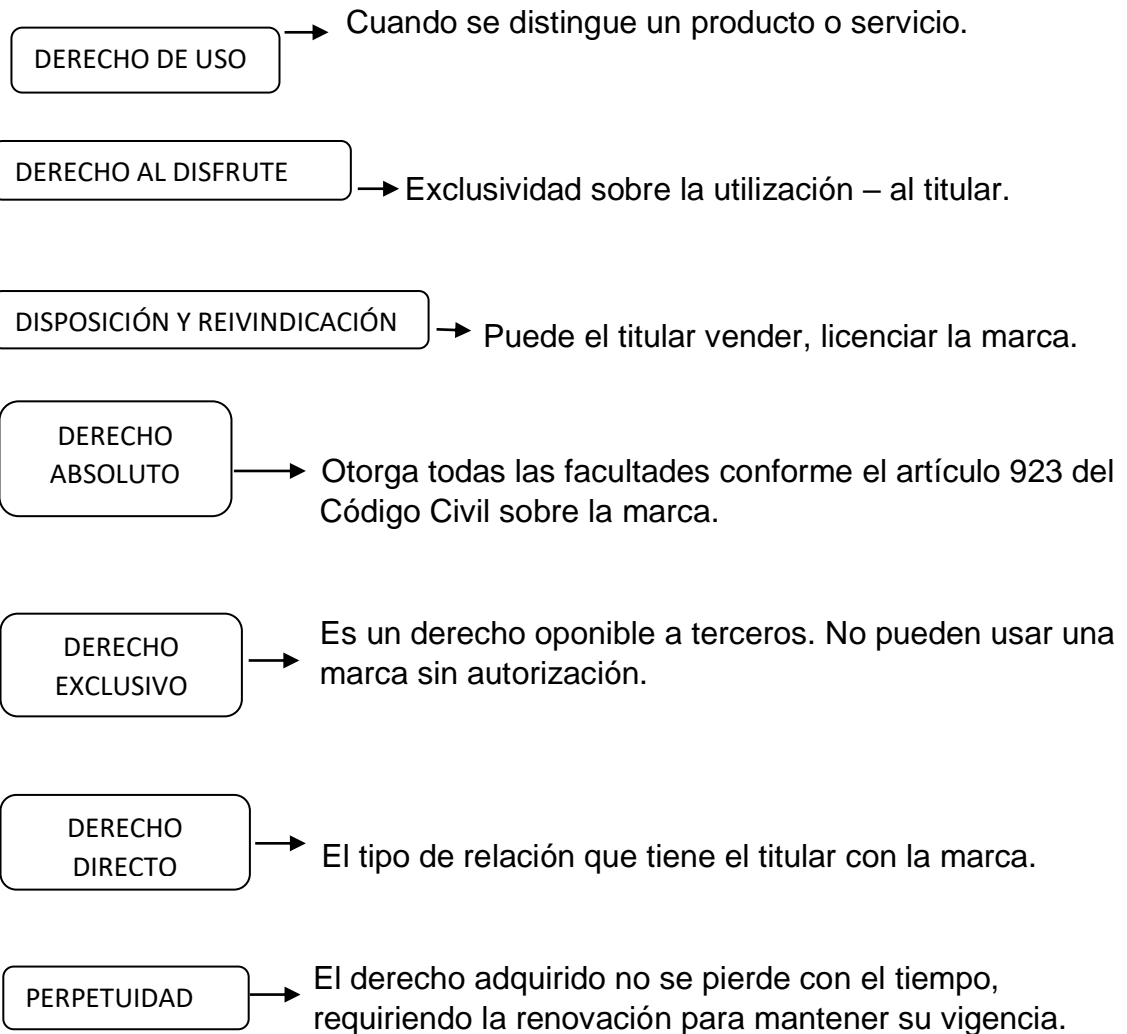 DERECHO DE USO
Cuando se distingue un producto o servicio.
DERECHO AL DISFRUTE
Exclusividad sobre la utilización – al titular.
DISPOSICIÓN Y REIVINDICACIÓN
Puede el titular vender, licenciar la marca.
DERECHO
ABSOLUTO
Otorga todas las facultades conforme el artículo 923 del
Código Civil sobre la marca.
DERECHO
EXCLUSIVO
Es un derecho oponible a terceros. No pueden usar una
marca sin autorización.
DERECHO
DIRECTO
El tipo de relación que tiene el titular con la marca.
PERPETUIDAD
El derecho adquirido no se pierde con el tiempo,
requiriendo la renovación para mantener su vigencia.